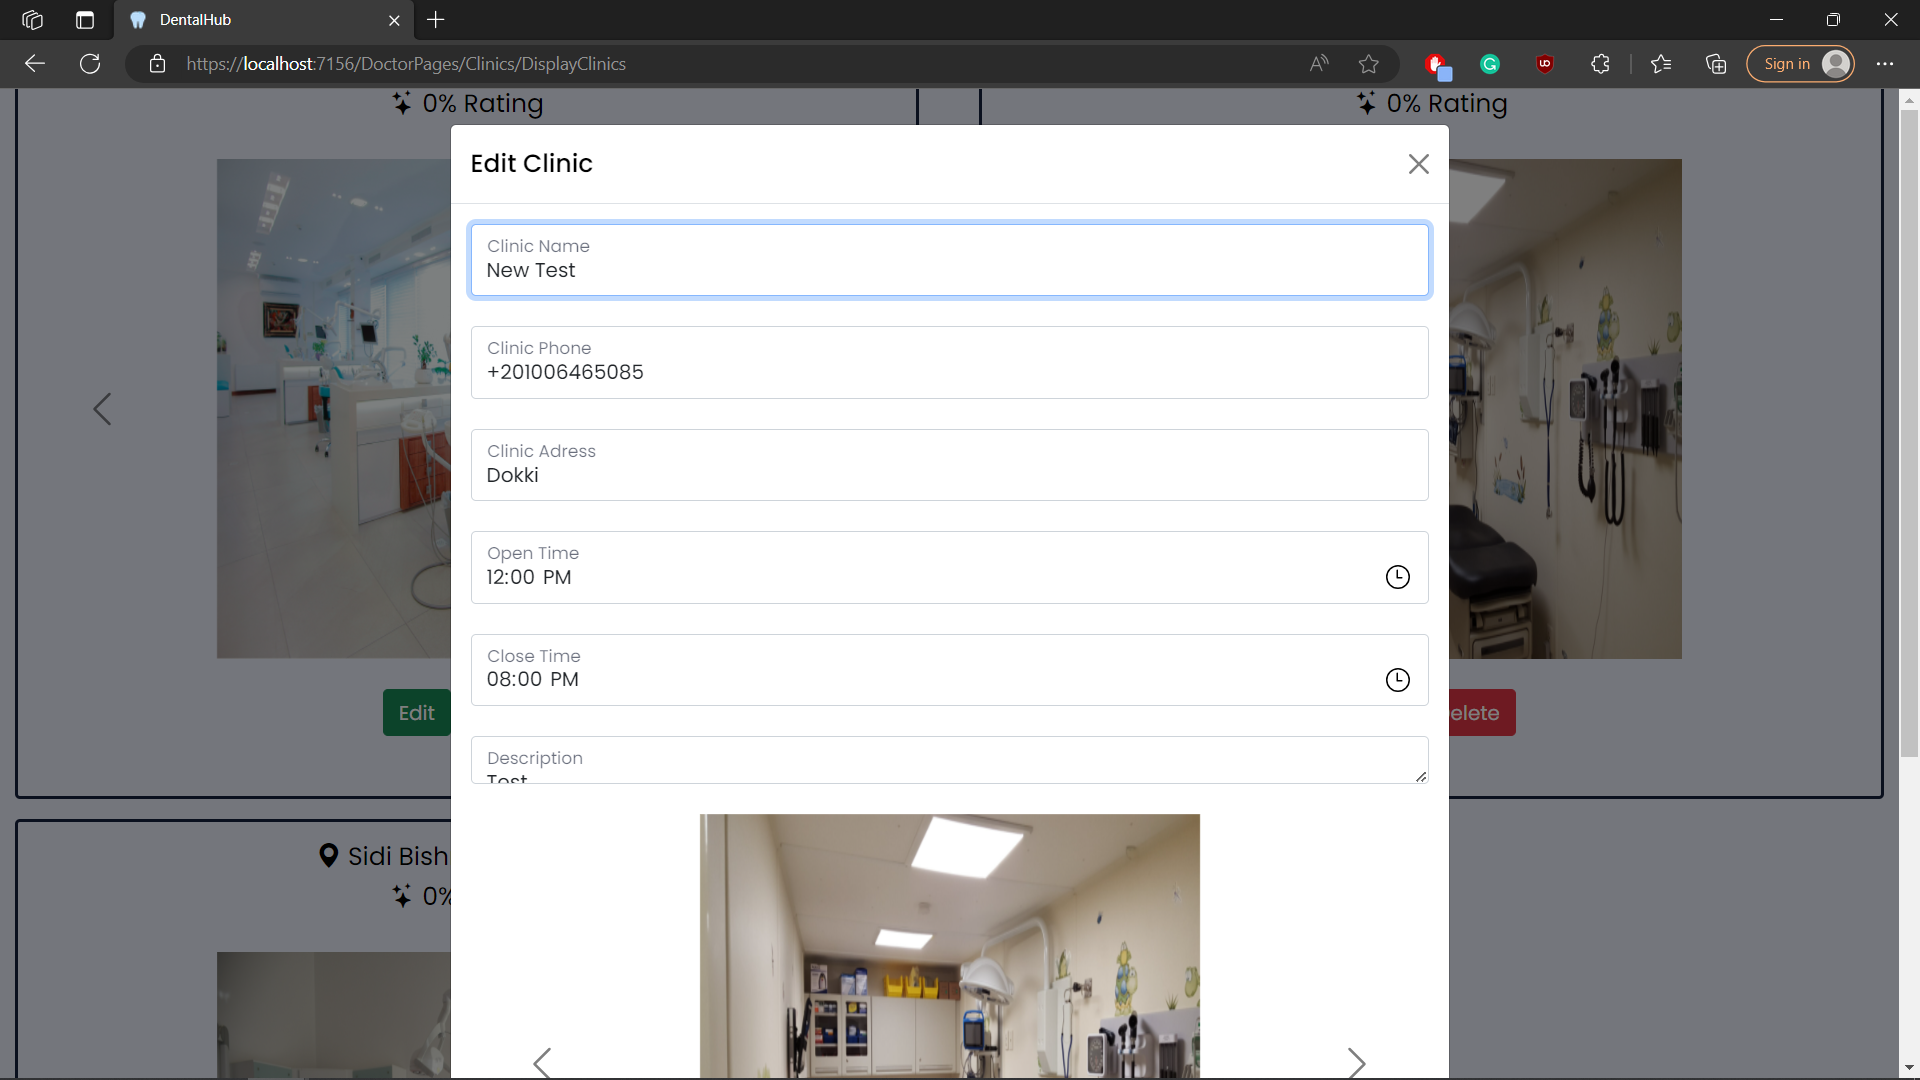 DentalHub
https://localhost:7156/DoctorPages/Clinics/DisplayClinics
Sign in
0% Rating
0% Rating
Edit Clinic
Clinic Name
New Test
Clinic Phone
+201006465085
Clinic Adress
Dokki
Open Time
12:00 PM
Close Time
08:00 PM
Edit
elete
Description
Test
Sidi Bish
0%